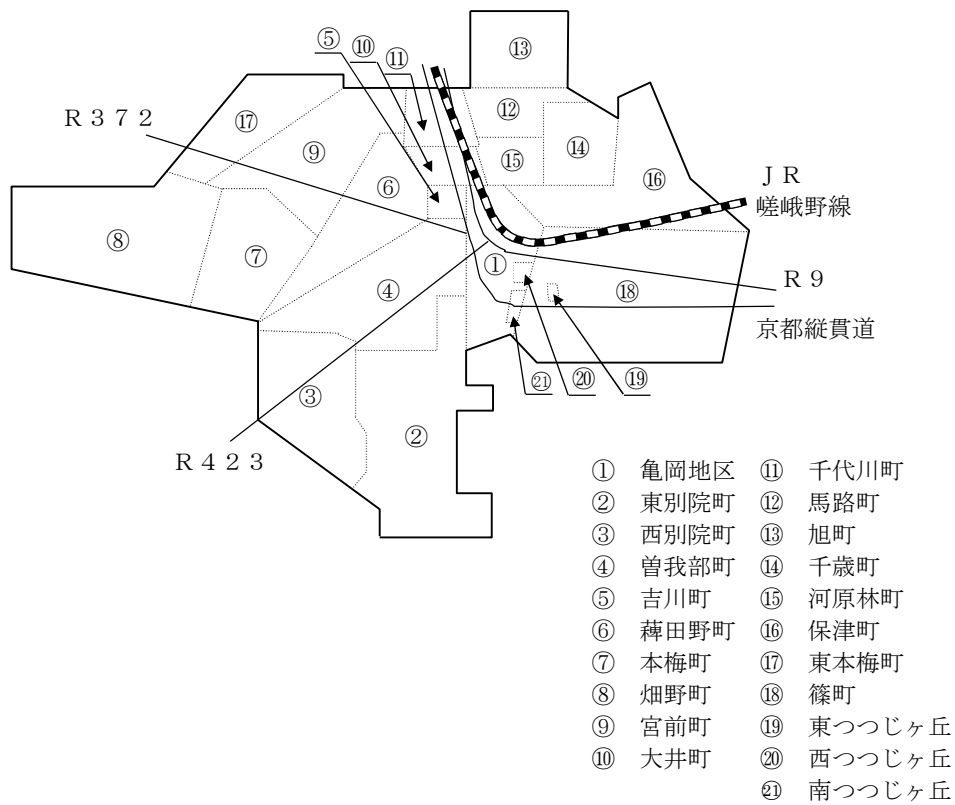 ⑤ ⑩ ⑪ ⑬
R372 ⑰ ⑨ ⑫ ⑭
⑥ ⑮ ⑯ JR
嵯峨野線
⑧ ⑦ ④ ① ⑱ R9
京都縦貫道
③ ② ㉑ ⑳ ⑲
R423
① 亀岡地区 ⑪ 千代川町
② 東別院町 ⑫ 馬路町
③ 西別院町 ⑬ 旭町
④ 曽我部町 ⑭ 千歳町
⑤ 吉川町 ⑮ 河原林町
⑥ 薭田野町 ⑯ 保津町
⑦ 本梅町 ⑰ 東本梅町
⑧ 畑野町 ⑱ 篠町
⑨ 宮前町 ⑲ 東つつじヶ丘
⑩ 大井町 ⑳ 西つつじヶ丘
㉑ 南つつじヶ丘